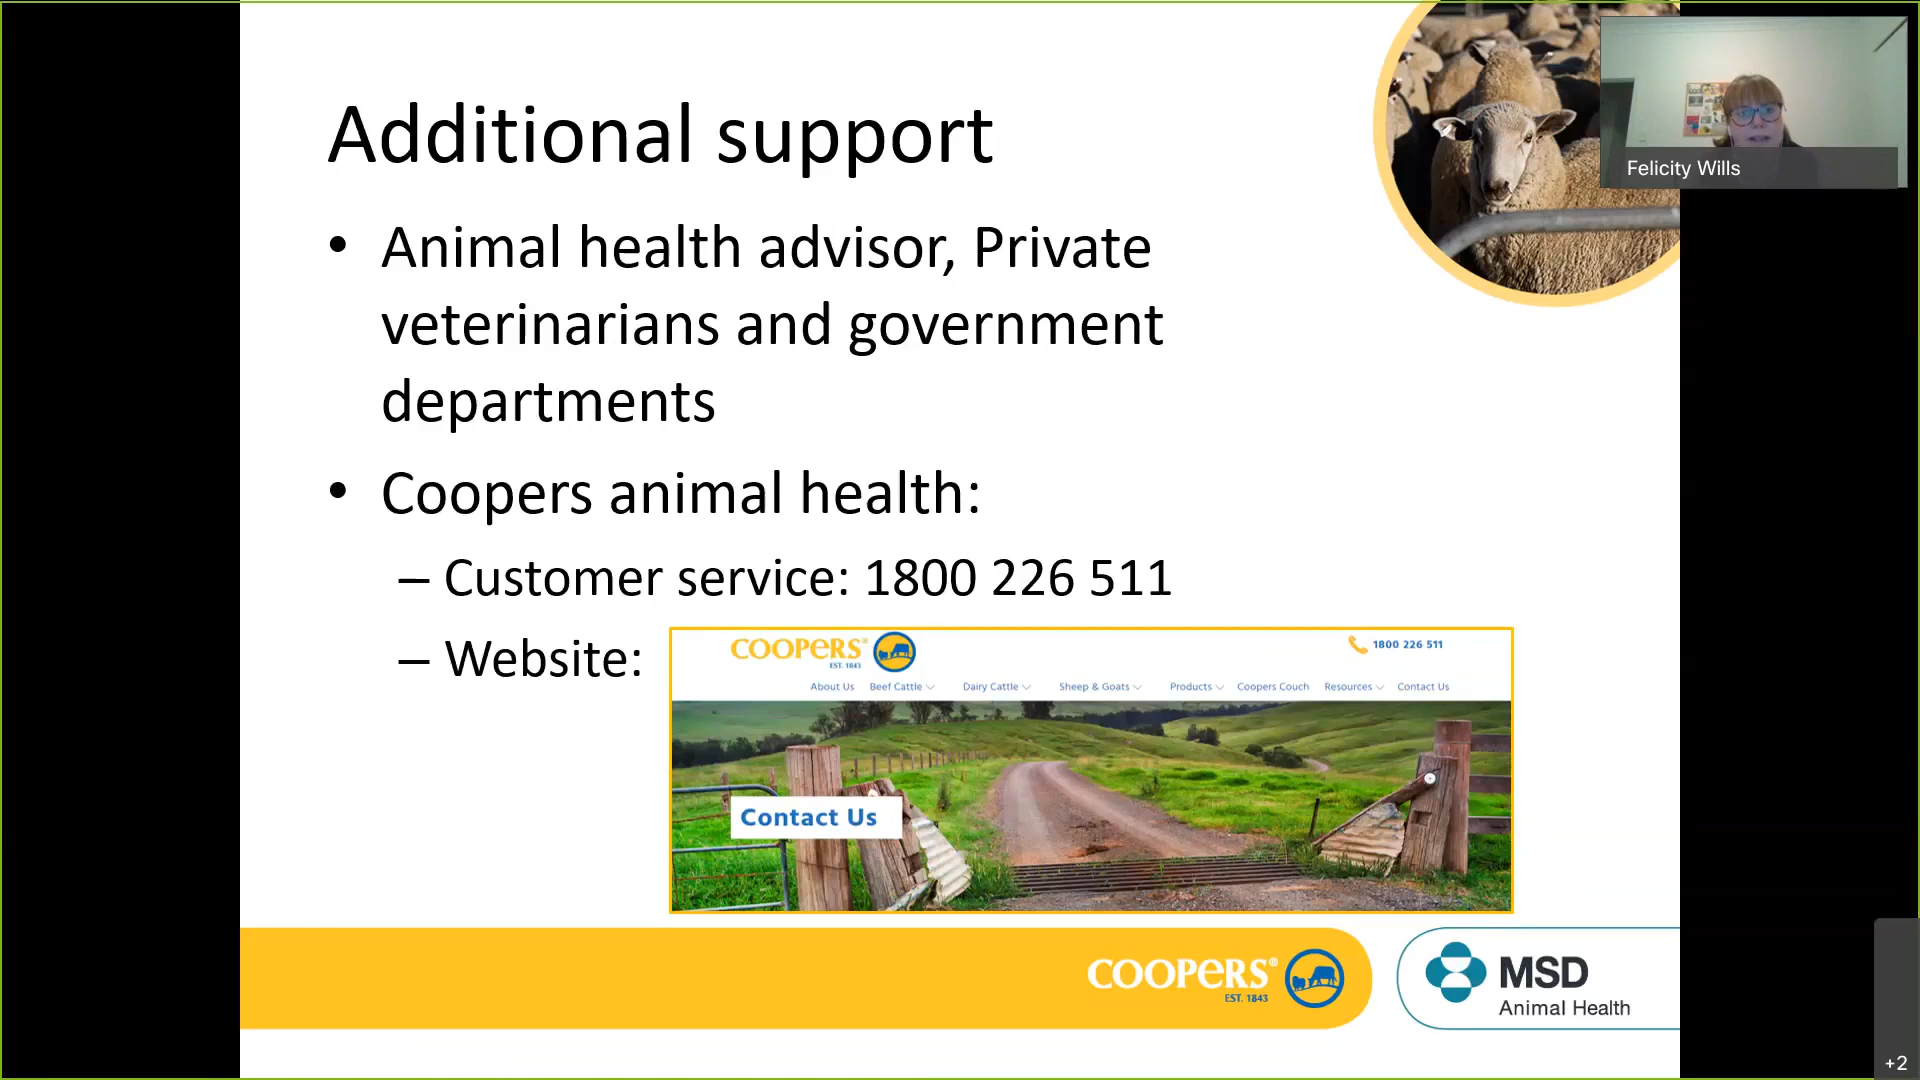 Additional support
Felicity Wills
• Animal health advisor, Private
veterinarians and government
departments
• Coopers animal health:
– Customer service: 1800 226 511
– Website:
COOPERS®
EST. 1843
1800 226 511
About Us Beef Cattle Dairy Cattle Sheep & Goats Products Coopers Couch Resources Contact Us
Contact Us
COOPERS®
EST. 1843
MSD
Animal Health
+2